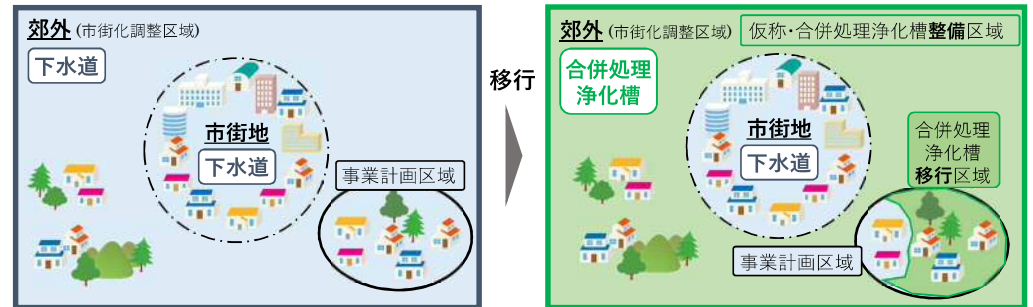 郊外 (市街化調整区域)
下水道
市街地
下水道
事業計画区域
移行
郊外 (市街化調整区域)
仮称・合併処理浄化槽整備区域
合併処理
浄化槽
市街地
下水道
合併処理
浄化槽
移行区域
事業計画区域